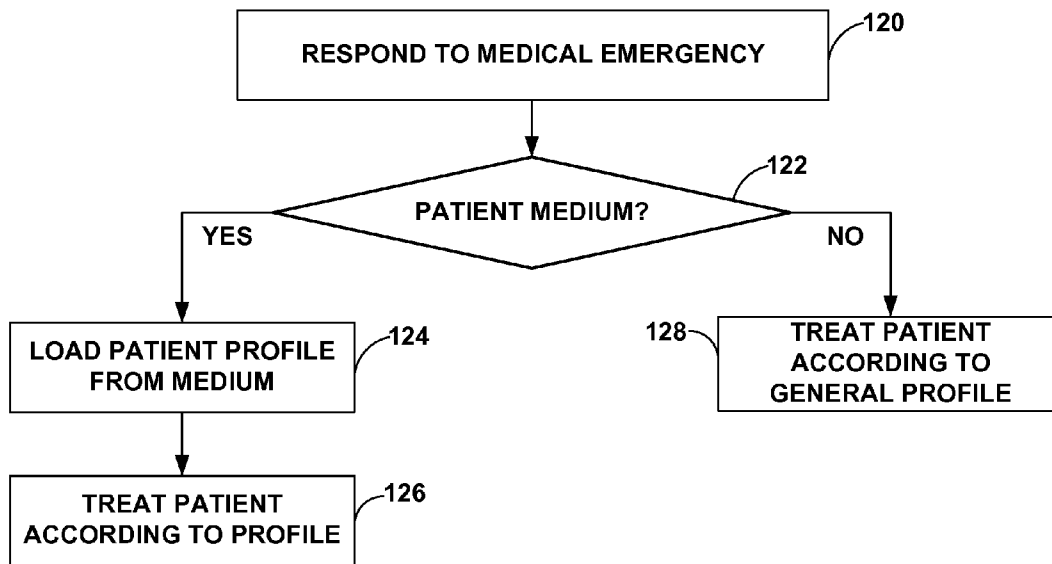 RESPOND TO MEDICAL EMERGENCY
120
PATIENT MEDIUM?
122
YES
NO
LOAD PATIENT PROFILE
FROM MEDIUM
124
128
TREAT PATIENT
ACCORDING TO
GENERAL PROFILE
TREAT PATIENT
ACCORDING TO PROFILE
126